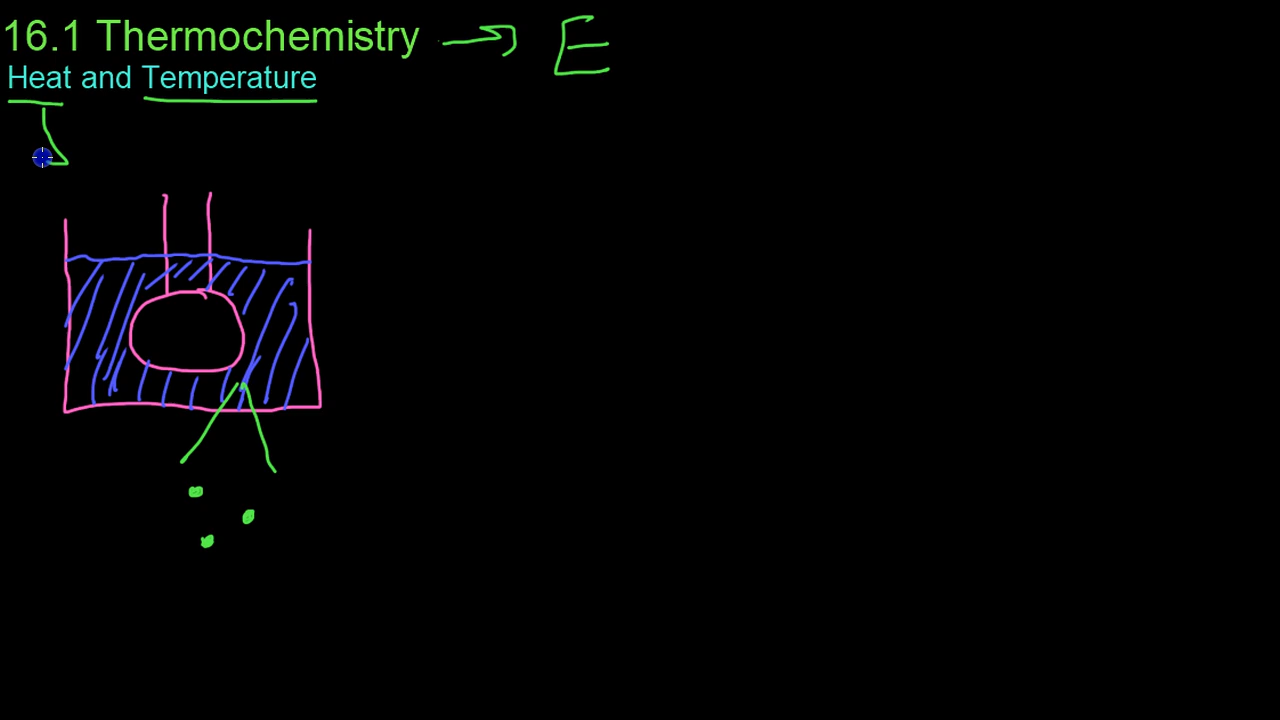 16.1 Thermochemistry → E
Heat and Temperature